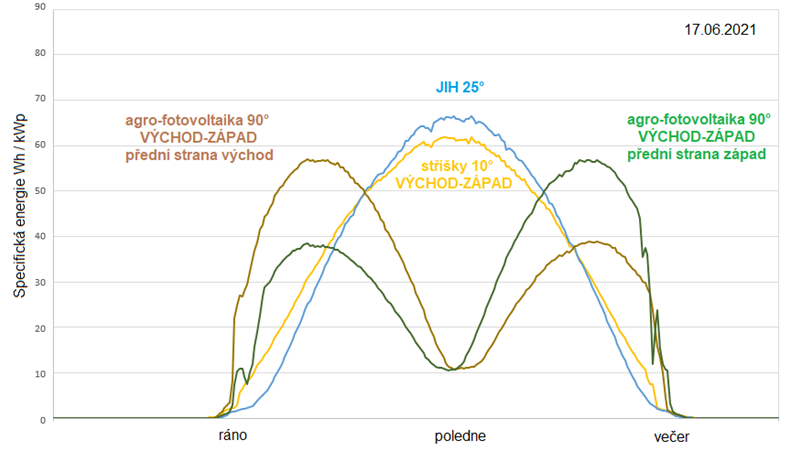 90
17.06.2021
80
JIH 25°
70
agro-fotovoltaika 90°
VÝCHOD-ZÁPAD
přední strana východ
agro-fotovoltaika 90°
VÝCHOD-ZÁPAD
přední strana západ
60
stříšky 10°
VÝCHOD-ZÁPAD
50
40
30
20
10
0
Specifická energie Wh / kWp
ráno
poledne
večer